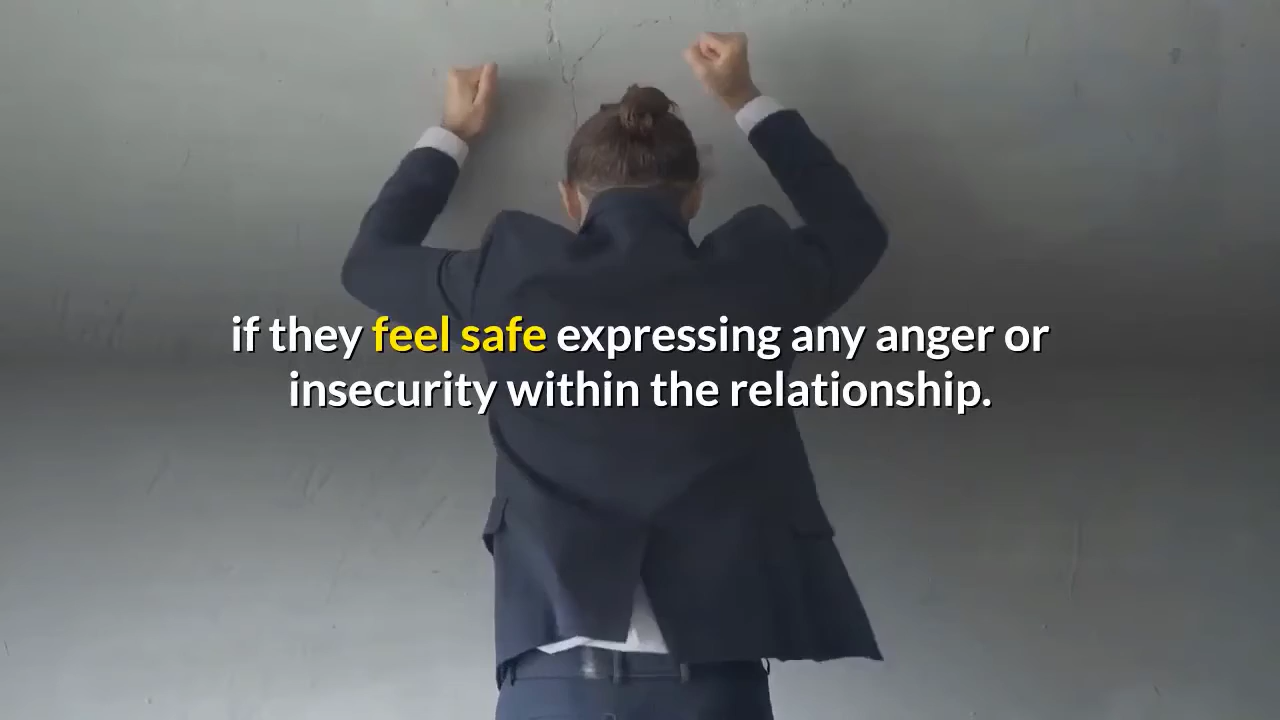 if they feel safe expressing any anger or
insecurity within the relationship.